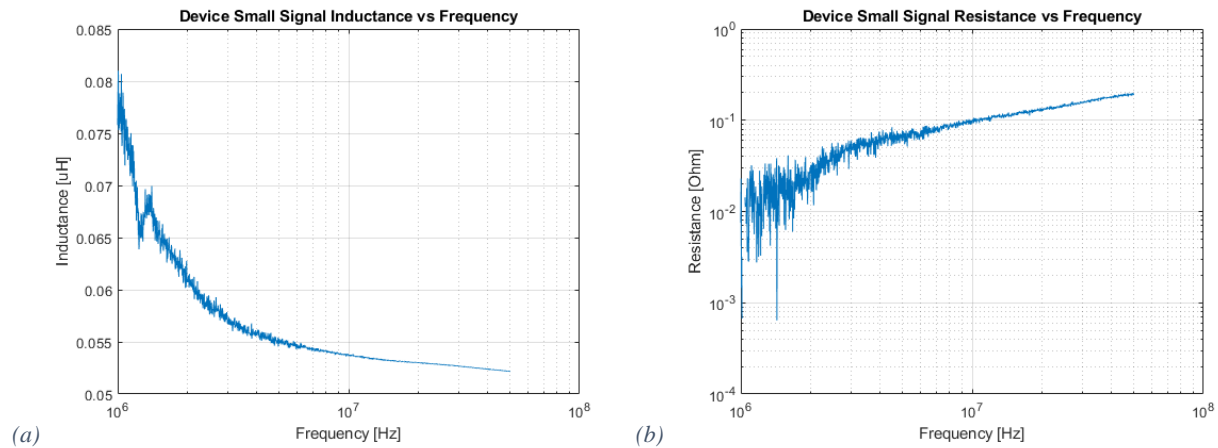 Device Small Signal Inductance vs Frequency
0.085
0.08
0.075
0.07
0.065
0.06
0.055
0.05
Inductance [uH]
10^6
10^7
10^8
Frequency [Hz]
(a)
Device Small Signal Resistance vs Frequency
10^0
10^-1
10^-2
10^-3
10^-4
Resistance [Ohm]
10^6
10^7
10^8
Frequency [Hz]
(b)